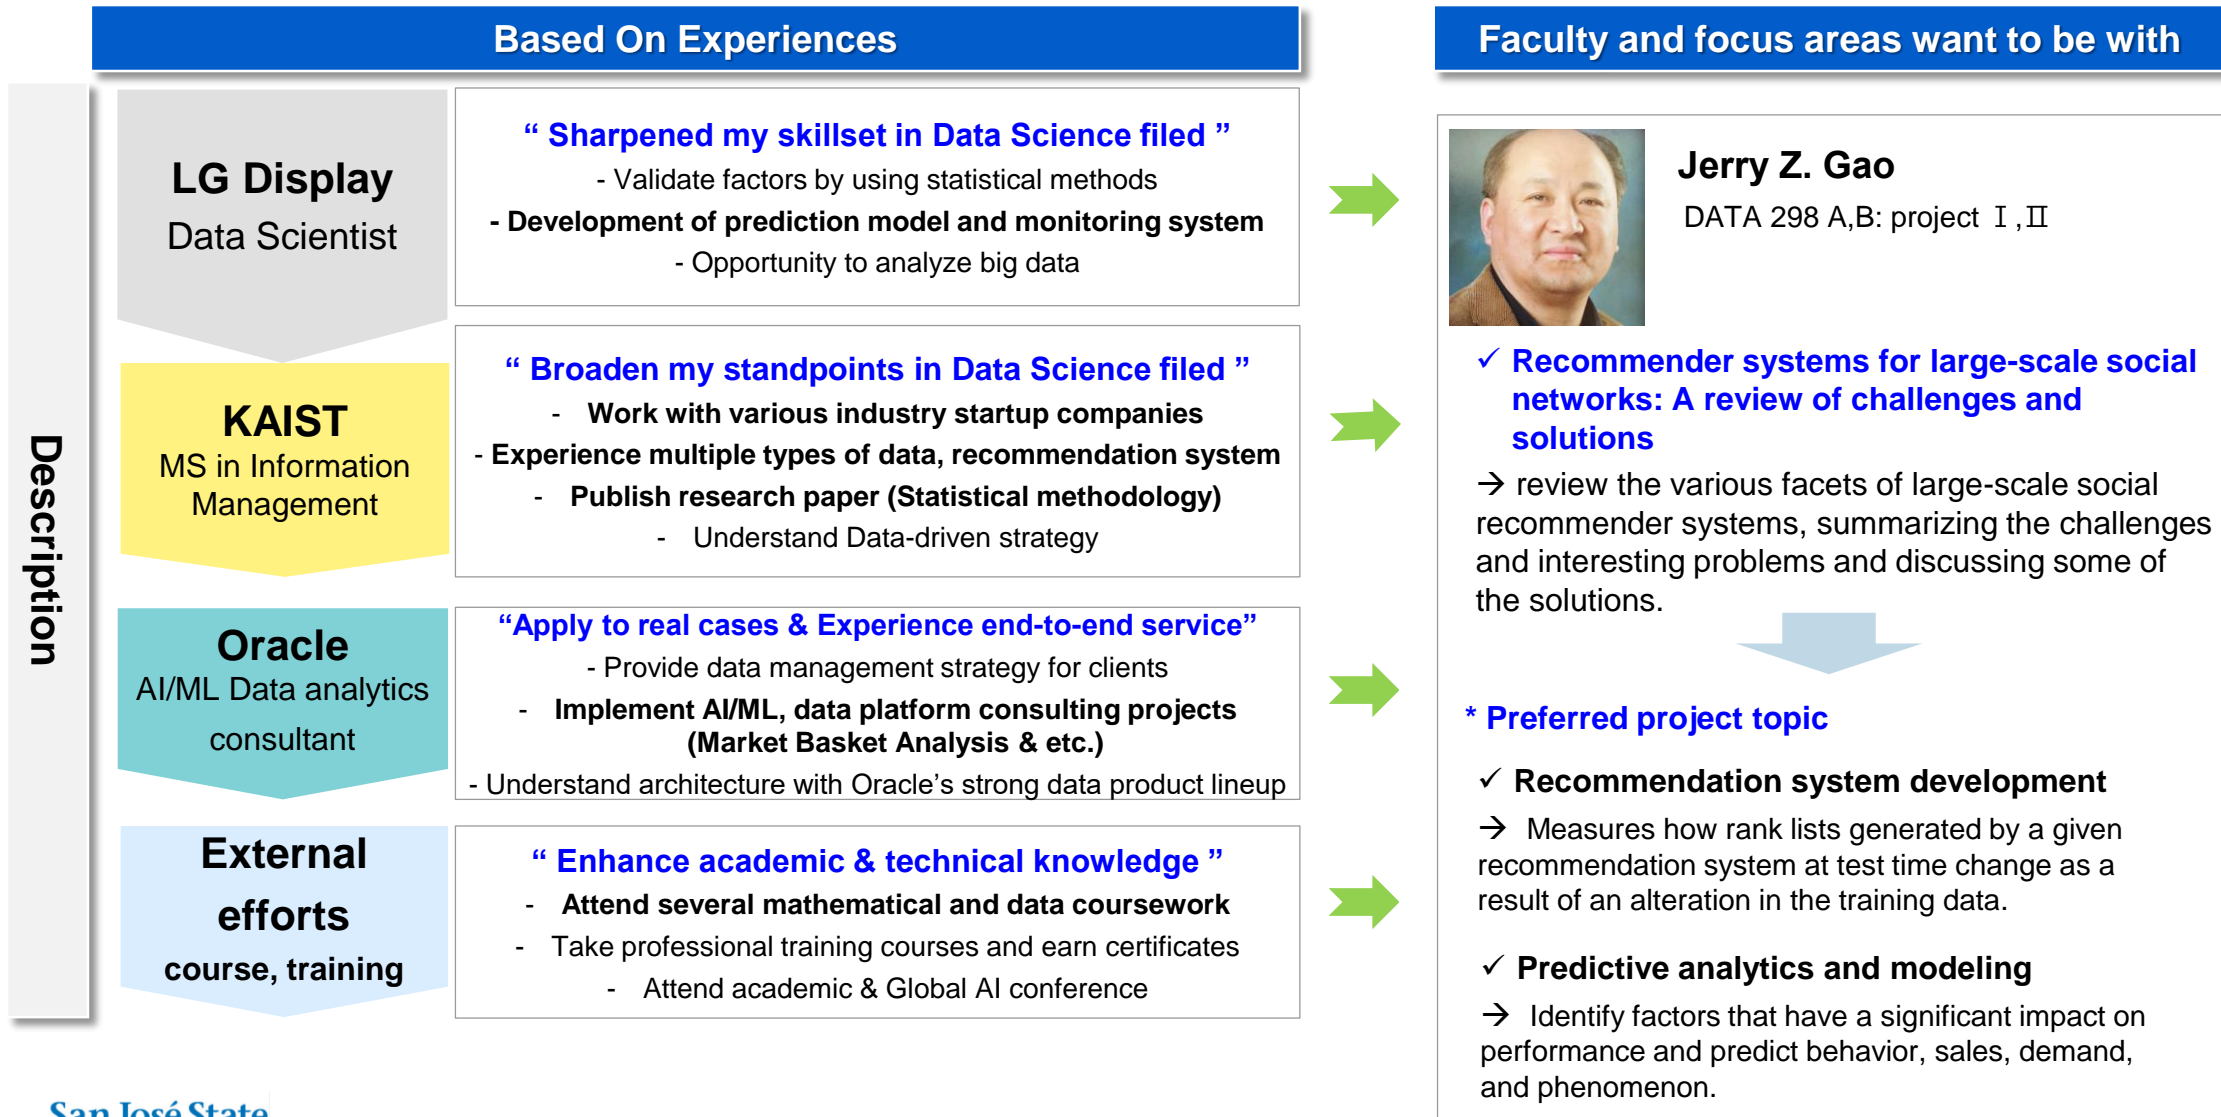 Based On Experiences
Faculty and focus areas want to be with
Description
LG Display
Data Scientist
“ Sharpened my skillset in Data Science filed ”
- Validate factors by using statistical methods
- Development of prediction model and monitoring system
- Opportunity to analyze big data
KAIST
MS in Information
Management
“ Broaden my standpoints in Data Science filed ”
- Work with various industry startup companies
- Experience multiple types of data, recommendation system
- Publish research paper (Statistical methodology)
- Understand Data-driven strategy
Oracle
AI/ML Data analytics
consultant
“Apply to real cases & Experience end-to-end service”
- Provide data management strategy for clients
- Implement AI/ML, data platform consulting projects
(Market Basket Analysis & etc.)
- Understand architecture with Oracle’s strong data product lineup
External
efforts
course, training
“ Enhance academic & technical knowledge ”
- Attend several mathematical and data coursework
- Take professional training courses and earn certificates
- Attend academic & Global AI conference
Jerry Z. Gao
DATA 298 A,B: project Ⅰ,Ⅱ
✓ Recommender systems for large-scale social
networks: A review of challenges and
solutions
→ review the various facets of large-scale social
recommender systems, summarizing the challenges
and interesting problems and discussing some of
the solutions.
* Preferred project topic
✓ Recommendation system development
→ Measures how rank lists generated by a given
recommendation system at test time change as a
result of an alteration in the training data.
✓ Predictive analytics and modeling
→ Identify factors that have a significant impact on
performance and predict behavior, sales, demand,
and phenomenon.
San José State